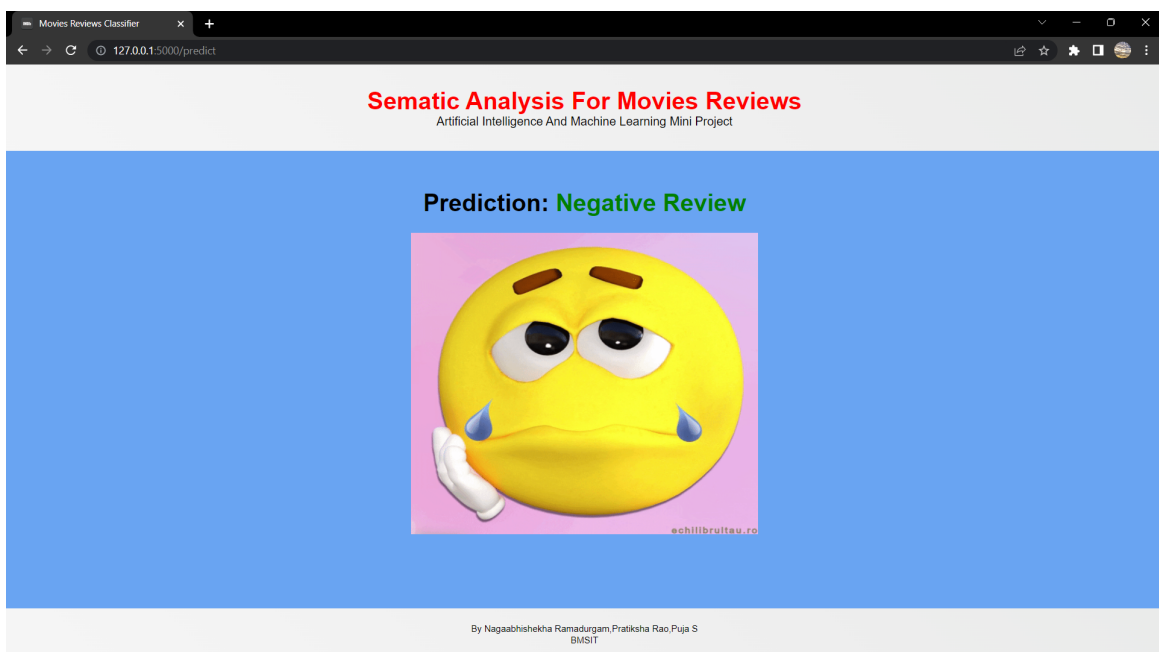 Movies Reviews Classifier
127.0.0.1:5000/predict
Sematic Analysis For Movies Reviews
Artificial Intelligence And Machine Learning Mini Project
Prediction: Negative Review
echilibrultau.ro
By Nagaabhishekha Ramadurgam,Pratiksha Rao,Puja S
BMSIT